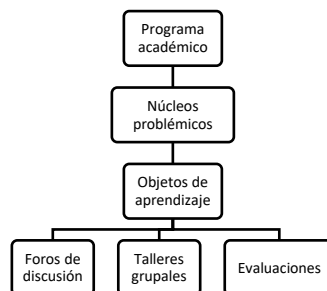 Programa
académico
Núcleos
problémicos
Objetos de
aprendizaje
Foros de
discusión
Talleres
grupales
Evaluaciones